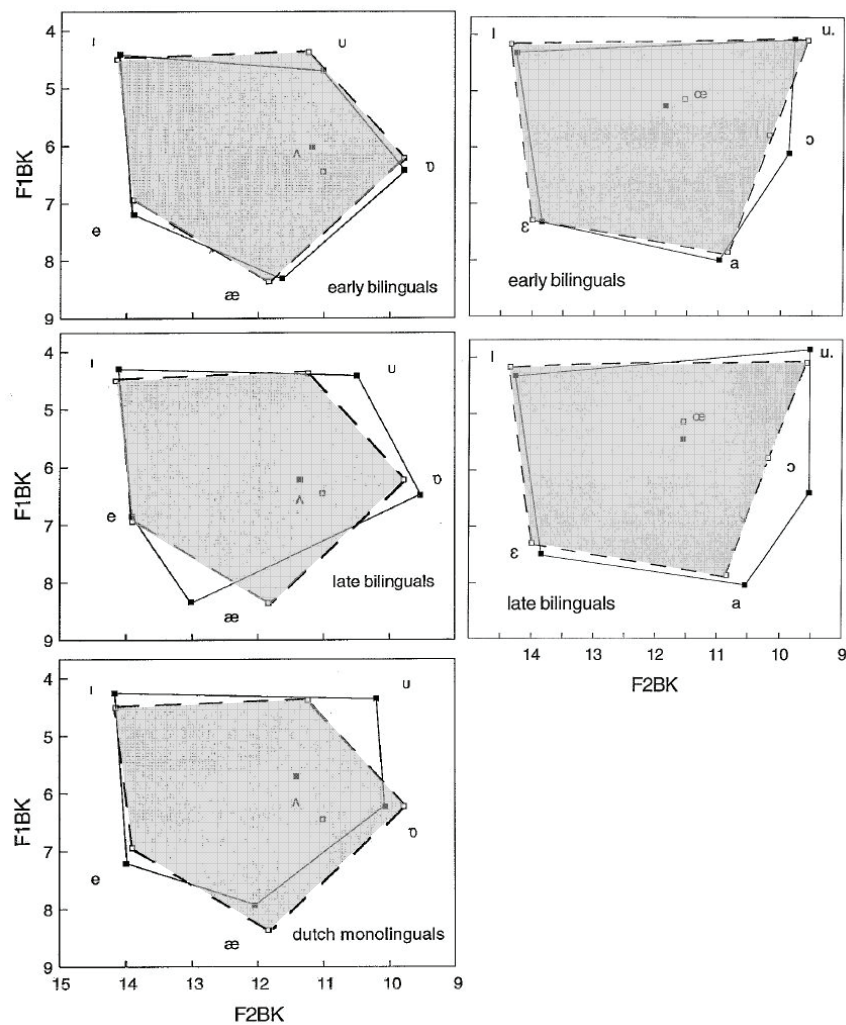 4
5
6
7
8
9
F1BK
ɪ
ʊ
ʌ
ɒ
e
æ
early bilinguals
I
u.
œ
ɔ
ɛ
a
early bilinguals
4
5
6
7
8
9
F1BK
ɪ
ʊ
ʌ
ɒ
e
æ
late bilinguals
I
u.
œ
ɔ
ɛ
a
late bilinguals
14
13
12
11
10
9
F2BK
4
5
6
7
8
9
F1BK
ɪ
ʊ
ʌ
ɒ
e
æ
dutch monolinguals
15
14
13
12
11
10
9
F2BK